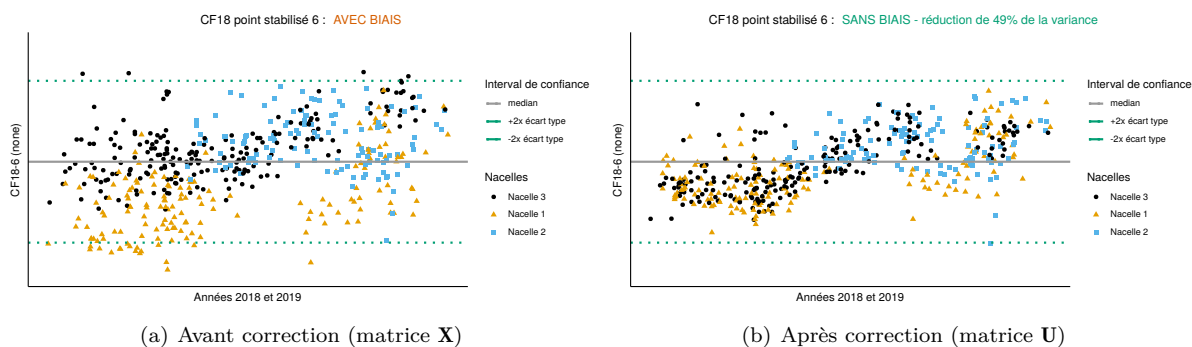 CF18 point stabilisé 6 : AVEC BIAIS
CF18-6 (none)
Années 2018 et 2019
Interval de confiance
median
+2x écart type
-2x écart type
Nacelles
Nacelle 3
Nacelle 1
Nacelle 2
(a) Avant correction (matrice X)
CF18 point stabilisé 6 : SANS BIAIS - réduction de 49% de la variance
CF18-6 (none)
Années 2018 et 2019
Interval de confiance
median
+2x écart type
-2x écart type
Nacelles
Nacelle 3
Nacelle 1
Nacelle 2
(b) Après correction (matrice U)